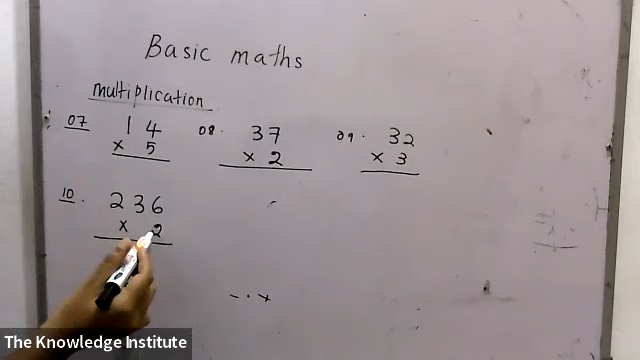 Basic maths
multiplication
07 14 08. 37 09. 32
× 5 × 2 × 3
10. 236
× 2
The Knowledge Institute